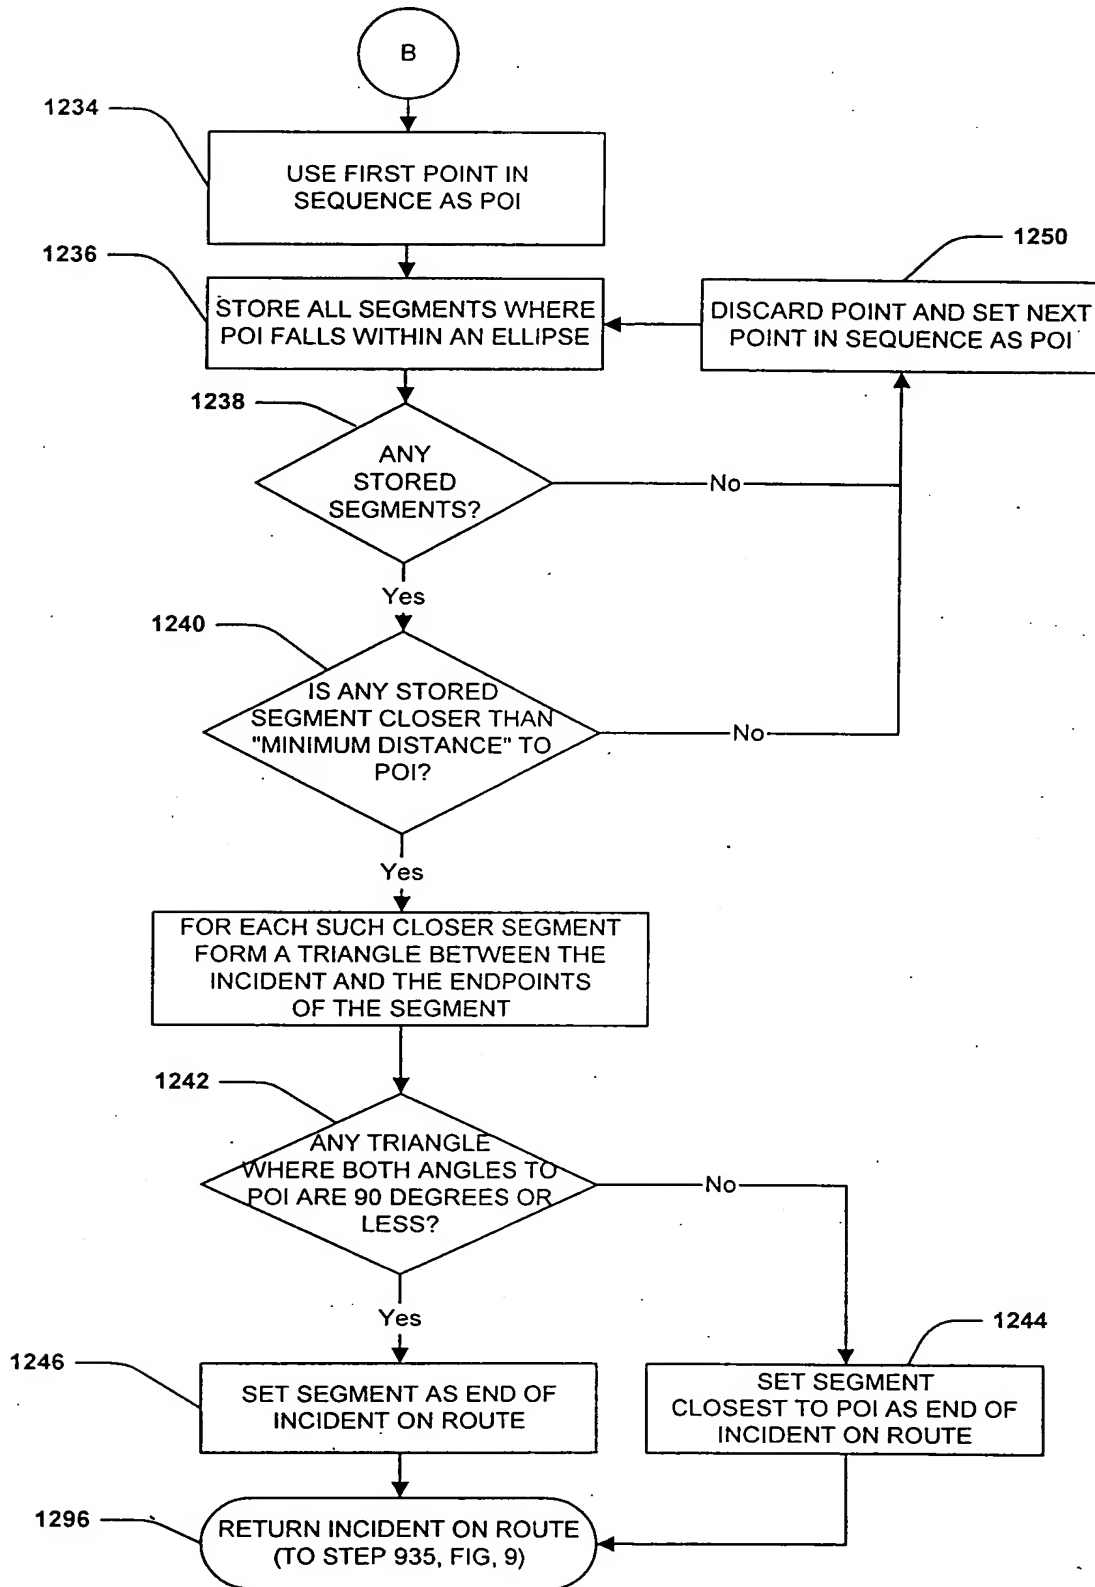 B
1234
USE FIRST POINT IN
SEQUENCE AS POI
1236
STORE ALL SEGMENTS WHERE
POI FALLS WITHIN AN ELLIPSE
1250
DISCARD POINT AND SET NEXT
POINT IN SEQUENCE AS POI
1238
ANY
STORED
SEGMENTS?
No
Yes
1240
IS ANY STORED
SEGMENT CLOSER THAN
"MINIMUM DISTANCE" TO
POI?
No
Yes
FOR EACH SUCH CLOSER SEGMENT
FORM A TRIANGLE BETWEEN THE
INCIDENT AND THE ENDPOINTS
OF THE SEGMENT
1242
ANY TRIANGLE
WHERE BOTH ANGLES TO
POI ARE 90 DEGREES OR
LESS?
No
Yes
1246
SET SEGMENT AS END OF
INCIDENT ON ROUTE
1244
SET SEGMENT
CLOSEST TO POI AS END OF
INCIDENT ON ROUTE
1296
RETURN INCIDENT ON ROUTE
(TO STEP 935, FIG, 9)